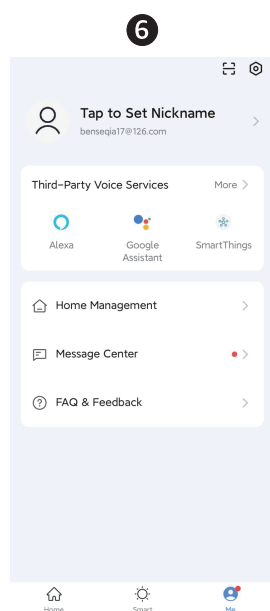 6
Tap to Set Nickname
benseqia17@126.com
Third-Party Voice Services More
Alexa
Google
Assistant
SmartThings
Home Management
Message Center
FAQ & Feedback
Home Smart Me